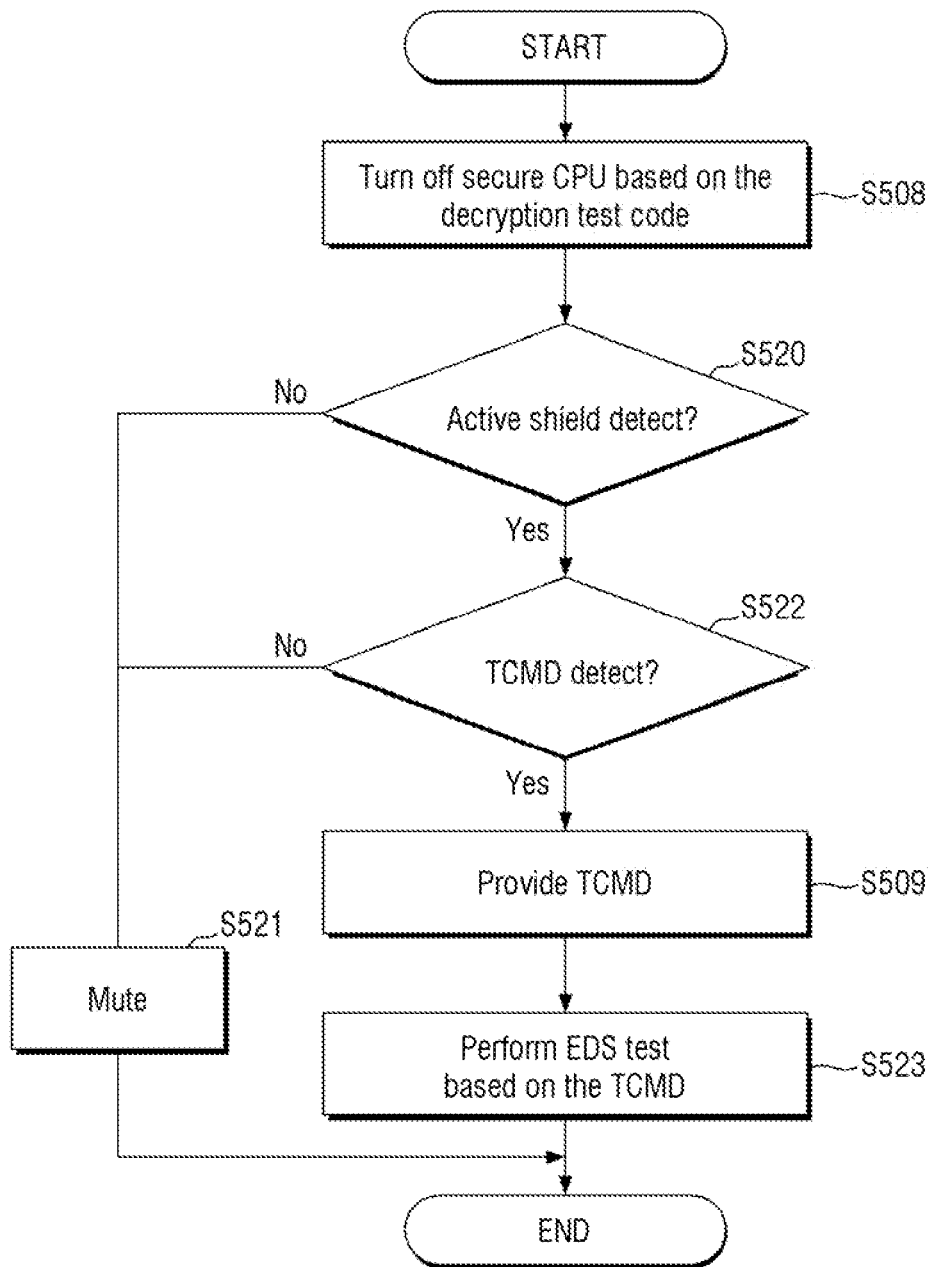 START
Turn off secure CPU based on the
decryption test code
S508
S520
No
Active shield detect?
Yes
S522
No
TCMD detect?
Yes
Provide TCMD
S509
S521
Mute
Perform EDS test
based on the TCMD
S523
END